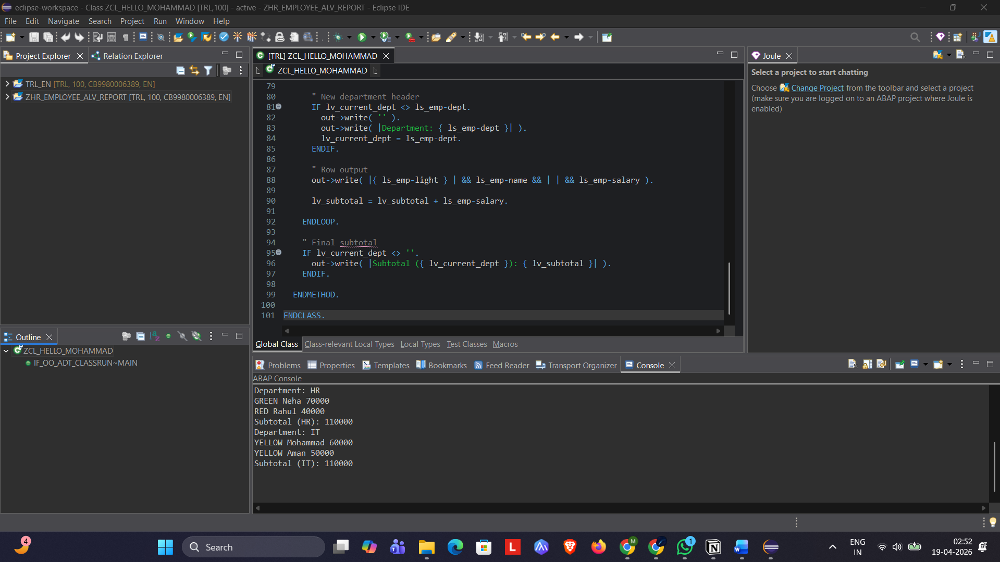 eclipse-workspace - Class ZCL_HELLO_MOHAMMAD [TRL,100] - active - ZHR_EMPLOYEE_ALV_REPORT - Eclipse IDE
File Edit Navigate Search Project Run Window Help
Project Explorer
Relation Explorer
TRL_EN [TRL, 100, CB9980006389, EN]
ZHR_EMPLOYEE_ALV_REPORT [TRL, 100, CB9980006389, EN]
Outline
ZCL_HELLO_MOHAMMAD
IF_OO_ADT_CLASSRUN~MAIN
[TRL] ZCL_HELLO_MOHAMMAD
ZCL_HELLO_MOHAMMAD
79
80 " New department header
81 IF lv_current_dept <> ls_emp-dept.
82 out->write( '' ).
83 out->write( |Department: { ls_emp-dept }| ).
84 lv_current_dept = ls_emp-dept.
85 ENDIF.
86
87 " Row output
88 out->write( |{ ls_emp-light } | && ls_emp-name && | | && ls_emp-salary ).
89
90 lv_subtotal = lv_subtotal + ls_emp-salary.
91
92 ENDLOOP.
93
94 " Final subtotal
95 IF lv_current_dept <> ''.
96 out->write( |Subtotal ({ lv_current_dept }): { lv_subtotal }| ).
97 ENDIF.
98
99 ENDMETHOD.
100
101 ENDCLASS.
Global Class Class-relevant Local Types Local Types Test Classes Macros
Joule
Select a project to start chatting
Choose Change Project from the toolbar and select a project
(make sure you are logged on to an ABAP project where Joule is
enabled)
Problems Properties Templates Bookmarks Feed Reader Transport Organizer Console
ABAP Console
Department: HR
GREEN Neha 70000
RED Rahul 40000
Subtotal (HR): 110000
Department: IT
YELLOW Mohammad 60000
YELLOW Aman 50000
Subtotal (IT): 110000
4
Search
L
M
1
ENG
IN
02:52
19-04-2026